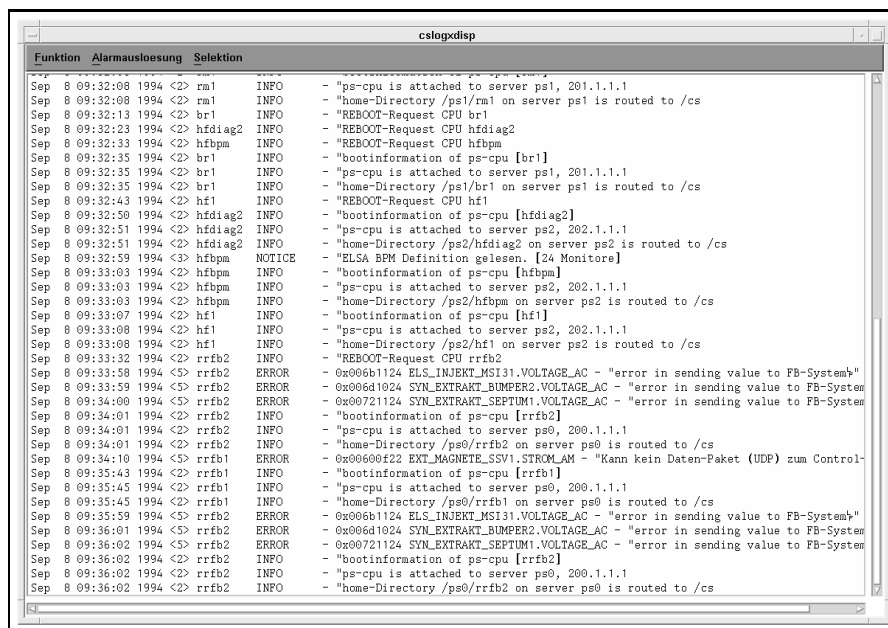 cslogxdisp
Funktion Alarmausloesung Selektion
Sep 8 09:32:08 1994 <2> rm1 INFO - "ps-cpu is attached to server ps1, 201.1.1.1
Sep 8 09:32:08 1994 <2> rm1 INFO - "home-Directory /ps1/rm1 on server ps1 is routed to /cs
Sep 8 09:32:13 1994 <2> br1 INFO - "REBOOT-Request CPU br1
Sep 8 09:32:23 1994 <2> hfdiag2 INFO - "REBOOT-Request CPU hfdiag2
Sep 8 09:32:33 1994 <2> hfbpm INFO - "REBOOT-Request CPU hfbpm
Sep 8 09:32:35 1994 <2> br1 INFO - "bootinformation of ps-cpu [br1]
Sep 8 09:32:35 1994 <2> br1 INFO - "ps-cpu is attached to server ps1, 201.1.1.1
Sep 8 09:32:35 1994 <2> br1 INFO - "home-Directory /ps1/br1 on server ps1 is routed to /cs
Sep 8 09:32:43 1994 <2> hf1 INFO - "REBOOT-Request CPU hf1
Sep 8 09:32:50 1994 <2> hfdiag2 INFO - "bootinformation of ps-cpu [hfdiag2]
Sep 8 09:32:51 1994 <2> hfdiag2 INFO - "ps-cpu is attached to server ps2, 202.1.1.1
Sep 8 09:32:51 1994 <2> hfdiag2 INFO - "home-Directory /ps2/hfdiag2 on server ps2 is routed to /cs
Sep 8 09:32:59 1994 <3> hfbpm NOTICE - "ELSA BPM Definition gelesen. [24 Monitore]
Sep 8 09:33:03 1994 <2> hfbpm INFO - "bootinformation of ps-cpu [hfbpm]
Sep 8 09:33:03 1994 <2> hfbpm INFO - "ps-cpu is attached to server ps2, 202.1.1.1
Sep 8 09:33:03 1994 <2> hfbpm INFO - "home-Directory /ps2/hfbpm on server ps2 is routed to /cs
Sep 8 09:33:07 1994 <2> hf1 INFO - "bootinformation of ps-cpu [hf1]
Sep 8 09:33:08 1994 <2> hf1 INFO - "ps-cpu is attached to server ps2, 202.1.1.1
Sep 8 09:33:08 1994 <2> hf1 INFO - "home-Directory /ps2/hf1 on server ps2 is routed to /cs
Sep 8 09:33:32 1994 <2> rrfb2 INFO - "REBOOT-Request CPU rrfb2
Sep 8 09:33:58 1994 <5> rrfb2 ERROR - 0x006b1124 ELS_INJEKT_MSI31.VOLTAGE_AC - "error in sending value to FB-System"
Sep 8 09:33:59 1994 <5> rrfb2 ERROR - 0x006d1024 SYN_EXTRAKT_BUMPER2.VOLTAGE_AC - "error in sending value to FB-System
Sep 8 09:34:00 1994 <5> rrfb2 ERROR - 0x00721124 SYN_EXTRAKT_SEPTUM1.VOLTAGE_AC - "error in sending value to FB-System
Sep 8 09:34:01 1994 <2> rrfb2 INFO - "bootinformation of ps-cpu [rrfb2]
Sep 8 09:34:01 1994 <2> rrfb2 INFO - "ps-cpu is attached to server ps0, 200.1.1.1
Sep 8 09:34:01 1994 <2> rrfb2 INFO - "home-Directory /ps0/rrfb2 on server ps0 is routed to /cs
Sep 8 09:34:10 1994 <5> rrfb1 ERROR - 0x00600f22 EXT_MAGNETE_SSV1.STROM_AM - "Kann kein Daten-Paket (UDP) zum Control-
Sep 8 09:35:43 1994 <2> rrfb1 INFO - "bootinformation of ps-cpu [rrfb1]
Sep 8 09:35:45 1994 <2> rrfb1 INFO - "ps-cpu is attached to server ps0, 200.1.1.1
Sep 8 09:35:45 1994 <2> rrfb1 INFO - "home-Directory /ps0/rrfb1 on server ps0 is routed to /cs
Sep 8 09:35:59 1994 <5> rrfb2 ERROR - 0x006b1124 ELS_INJEKT_MSI31.VOLTAGE_AC - "error in sending value to FB-System"
Sep 8 09:36:01 1994 <5> rrfb2 ERROR - 0x006d1024 SYN_EXTRAKT_BUMPER2.VOLTAGE_AC - "error in sending value to FB-System
Sep 8 09:36:02 1994 <5> rrfb2 ERROR - 0x00721124 SYN_EXTRAKT_SEPTUM1.VOLTAGE_AC - "error in sending value to FB-System
Sep 8 09:36:02 1994 <2> rrfb2 INFO - "bootinformation of ps-cpu [rrfb2]
Sep 8 09:36:02 1994 <2> rrfb2 INFO - "ps-cpu is attached to server ps0, 200.1.1.1
Sep 8 09:36:02 1994 <2> rrfb2 INFO - "home-Directory /ps0/rrfb2 on server ps0 is routed to /cs